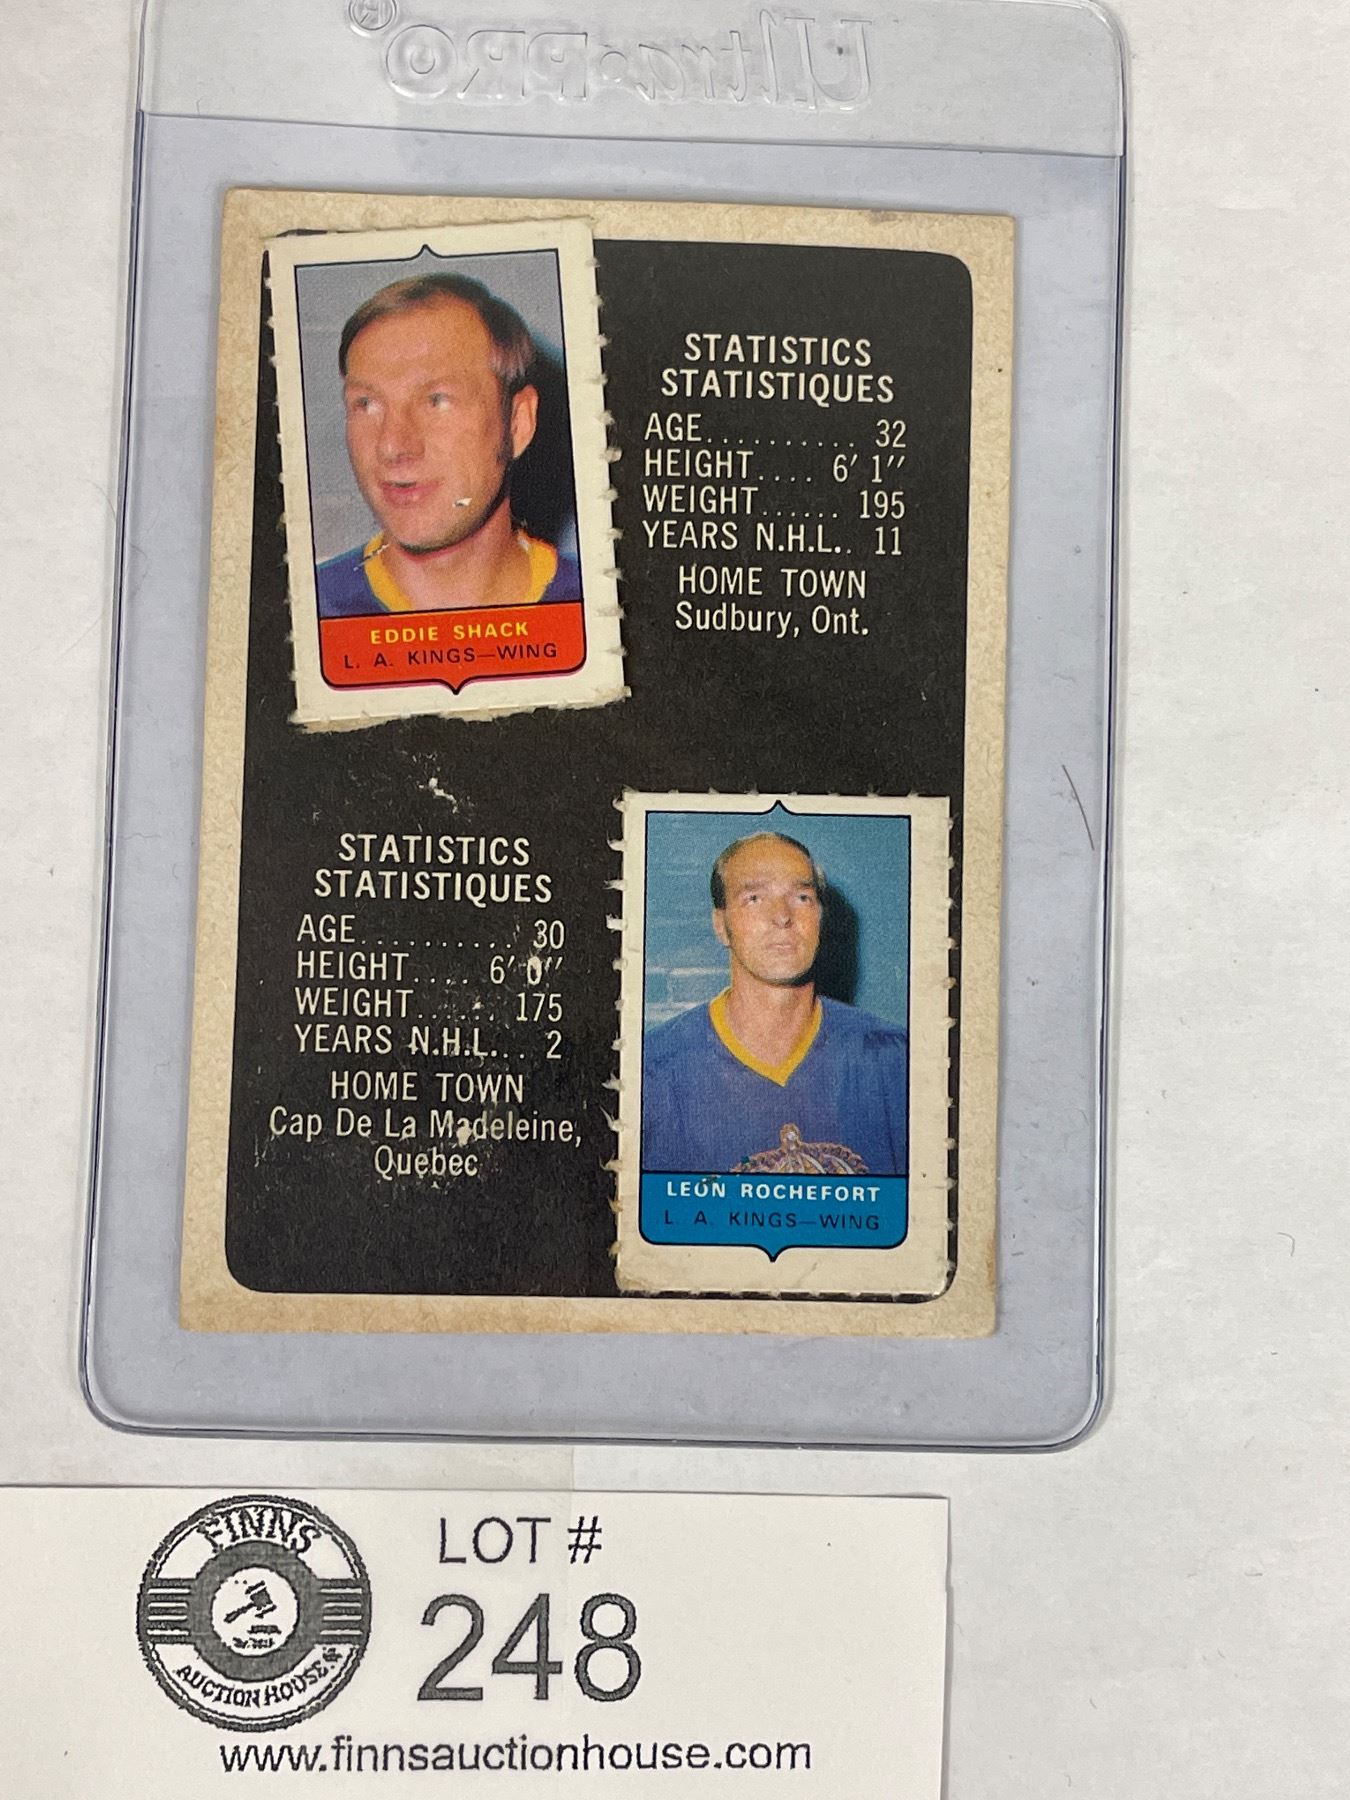 Ultra•PRO®
EDDIE SHACK
L. A. KINGS—WING
STATISTICS
STATISTIQUES
AGE.......... 32
HEIGHT.... 6' 1"
WEIGHT...... 195
YEARS N.H.L.. 11
HOME TOWN
Sudbury, Ont.
STATISTICS
STATISTIQUES
AGE.......... 30
HEIGHT.... 6' 0"
WEIGHT...... 175
YEARS N.H.L... 2
HOME TOWN
Cap De La Madeleine,
Quebec
LEON ROCHEFORT
L. A. KINGS—WING
FINNS
AUCTION HOUSE
LOT #
248
www.finnsauctionhouse.com